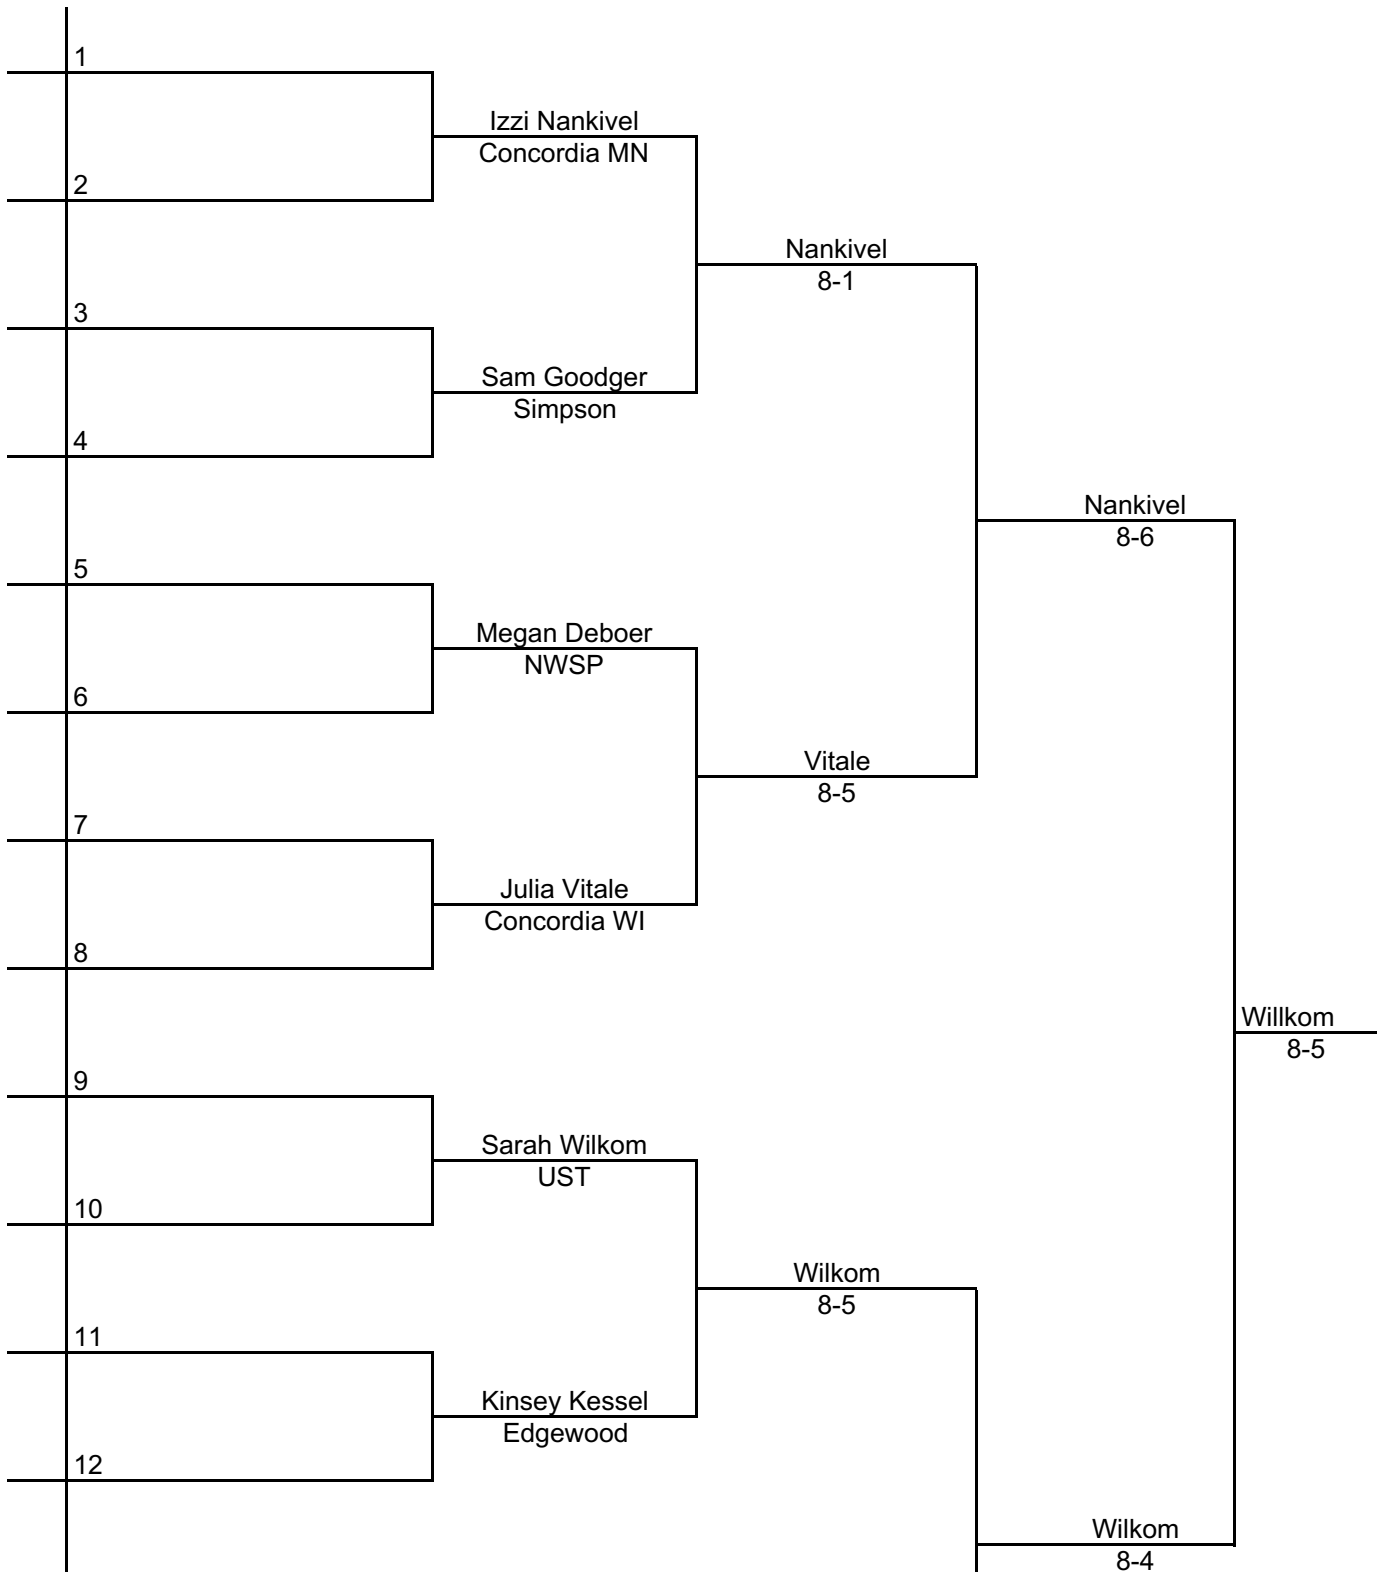 1
Izzi Nankivel
Concordia MN
2
Nankivel
8-1
3
Sam Goodger
Simpson
4
Nankivel
8-6
5
Megan Deboer
NWSP
6
Vitale
8-5
7
Julia Vitale
Concordia WI
8
Willkom
8-5
9
Sarah Wilkom
UST
10
Wilkom
8-5
11
Kinsey Kessel
Edgewood
12
Wilkom
8-4